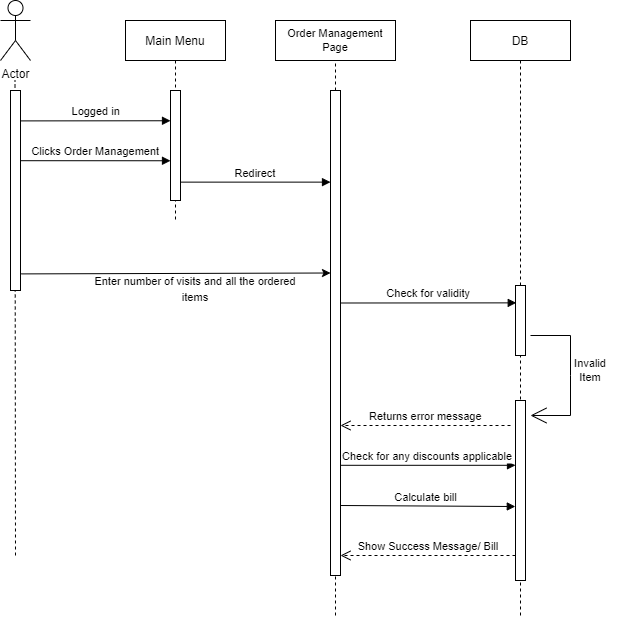 Actor
Main Menu
Order Management
Page
DB
Logged in
Clicks Order Management
Redirect
Enter number of visits and all the ordered
items
Check for validity
Invalid
Item
Returns error message
Check for any discounts applicable
Calculate bill
Show Success Message/ Bill